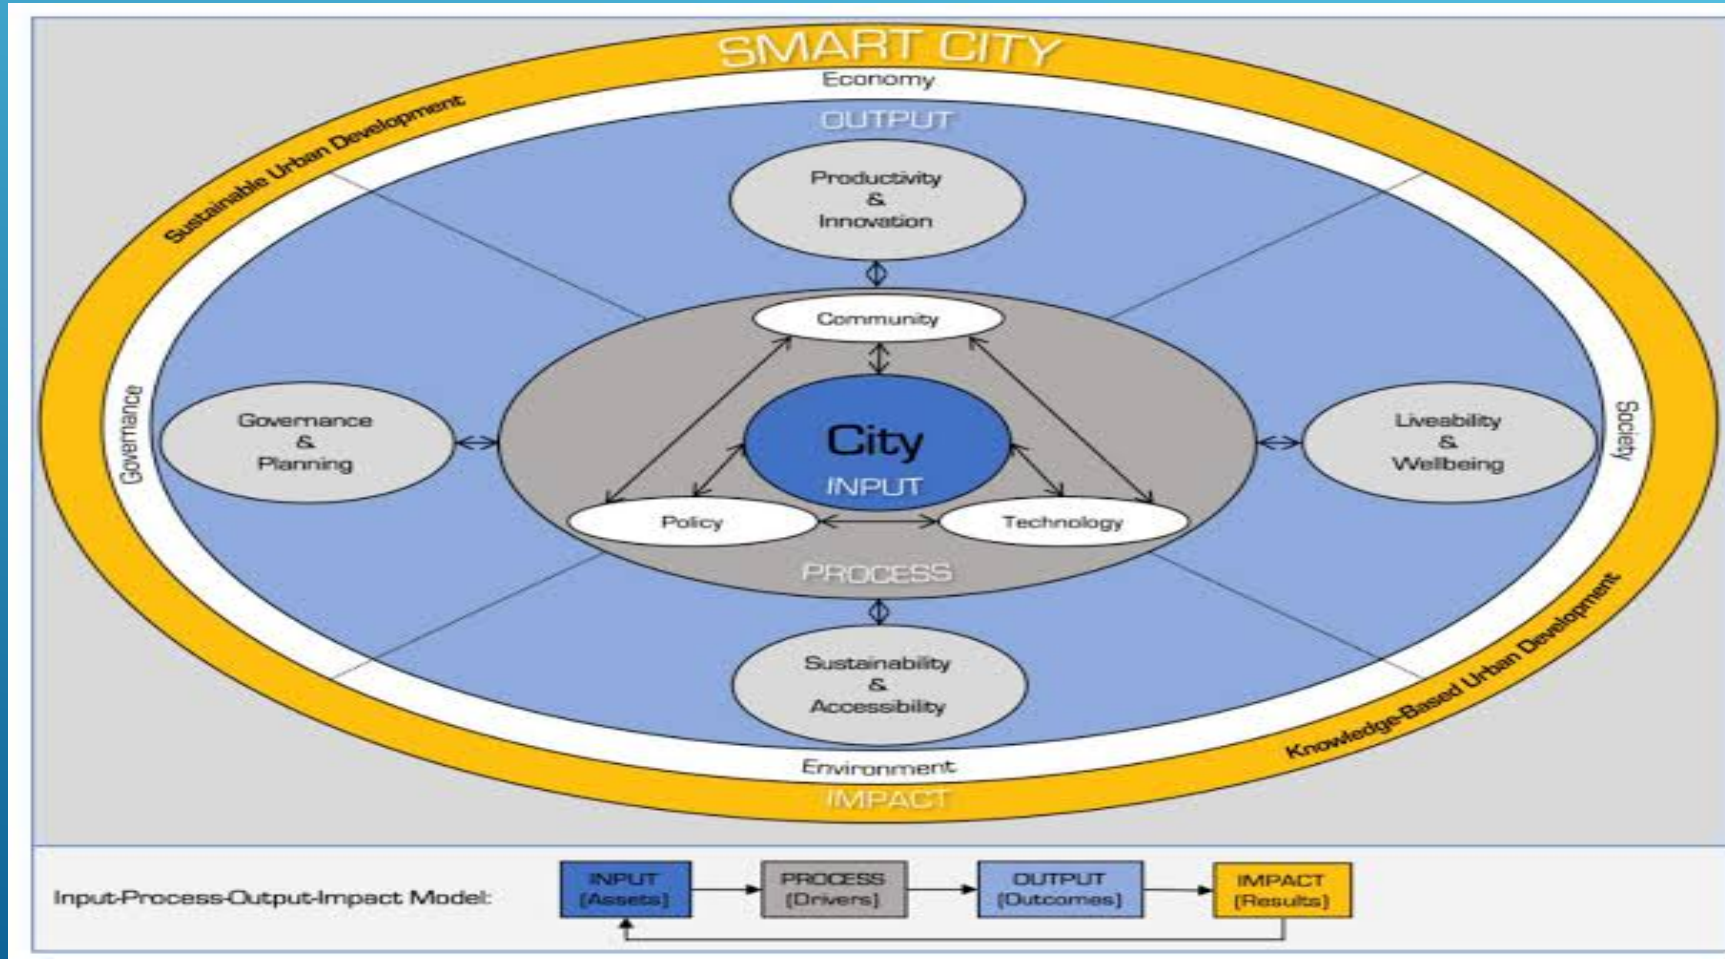 SMART CITY
Economy
Sustainable Urban Development
OUTPUT
Productivity
&
Innovation
Community
Governance
Governance
&
Planning
City
INPUT
Liveability
&
Wellbeing
Society
Policy
Technology
PROCESS
Sustainability
&
Accessibility
Knowledge-Based Urban Development
Environment
IMPACT
Input-Process-Output-Impact Model:
INPUT
(Assets)
PROCESS
(Drivers)
OUTPUT
(Outcomes)
IMPACT
(Results)